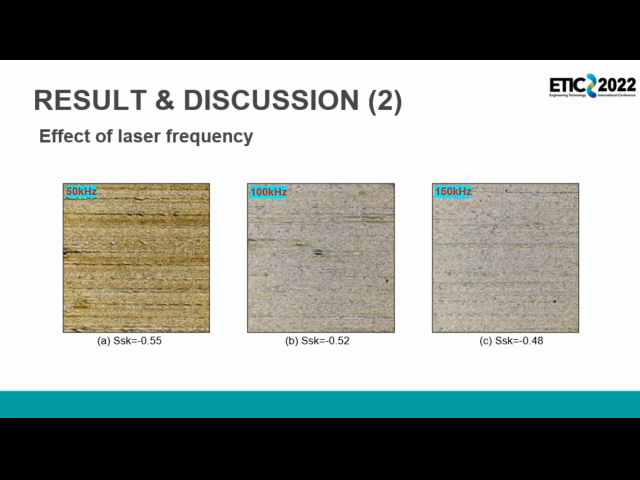 ETIC 2022
Engineering Technology International Conference
RESULT & DISCUSSION (2)
Effect of laser frequency
50kHz
100kHz
150kHz
(a) Ssk=-0.55
(b) Ssk=-0.52
(c) Ssk=-0.48